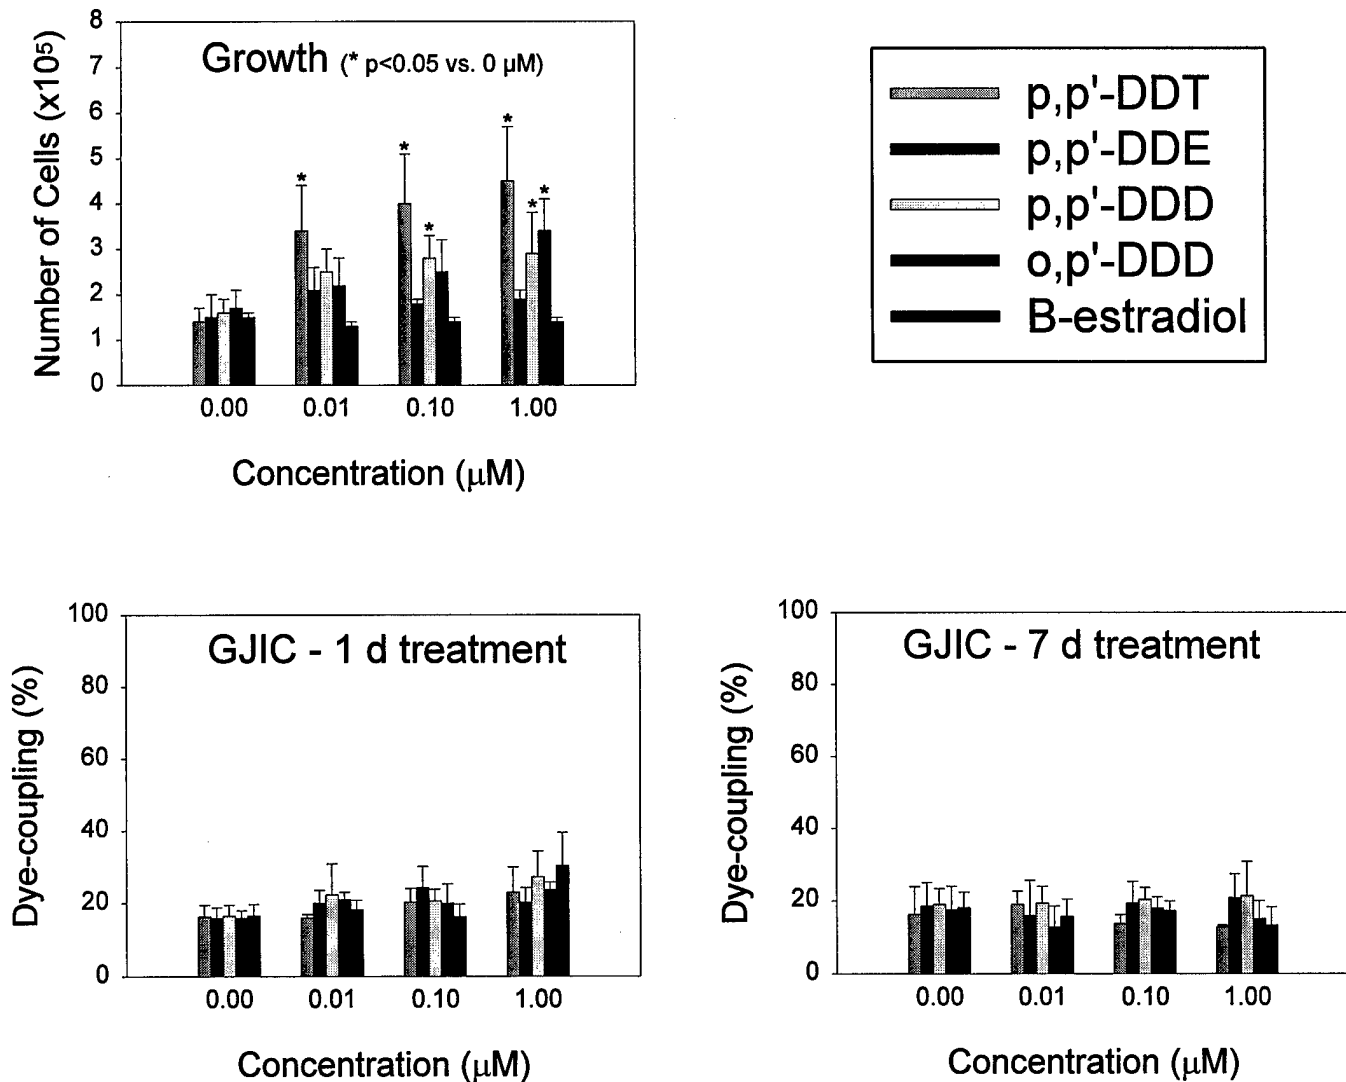 Growth (* p<0.05 vs. 0 μM)
Number of Cells (x10⁵)
8
7
6
5
4
3
2
1
0
*
*
*
*
*
*
0.00 0.01 0.10 1.00
Concentration (μM)
p,p'-DDT
p,p'-DDE
p,p'-DDD
o,p'-DDD
B-estradiol
GJIC - 1 d treatment
Dye-coupling (%)
100
80
60
40
20
0
0.00 0.01 0.10 1.00
Concentration (μM)
GJIC - 7 d treatment
Dye-coupling (%)
100
80
60
40
20
0
0.00 0.01 0.10 1.00
Concentration (μM)